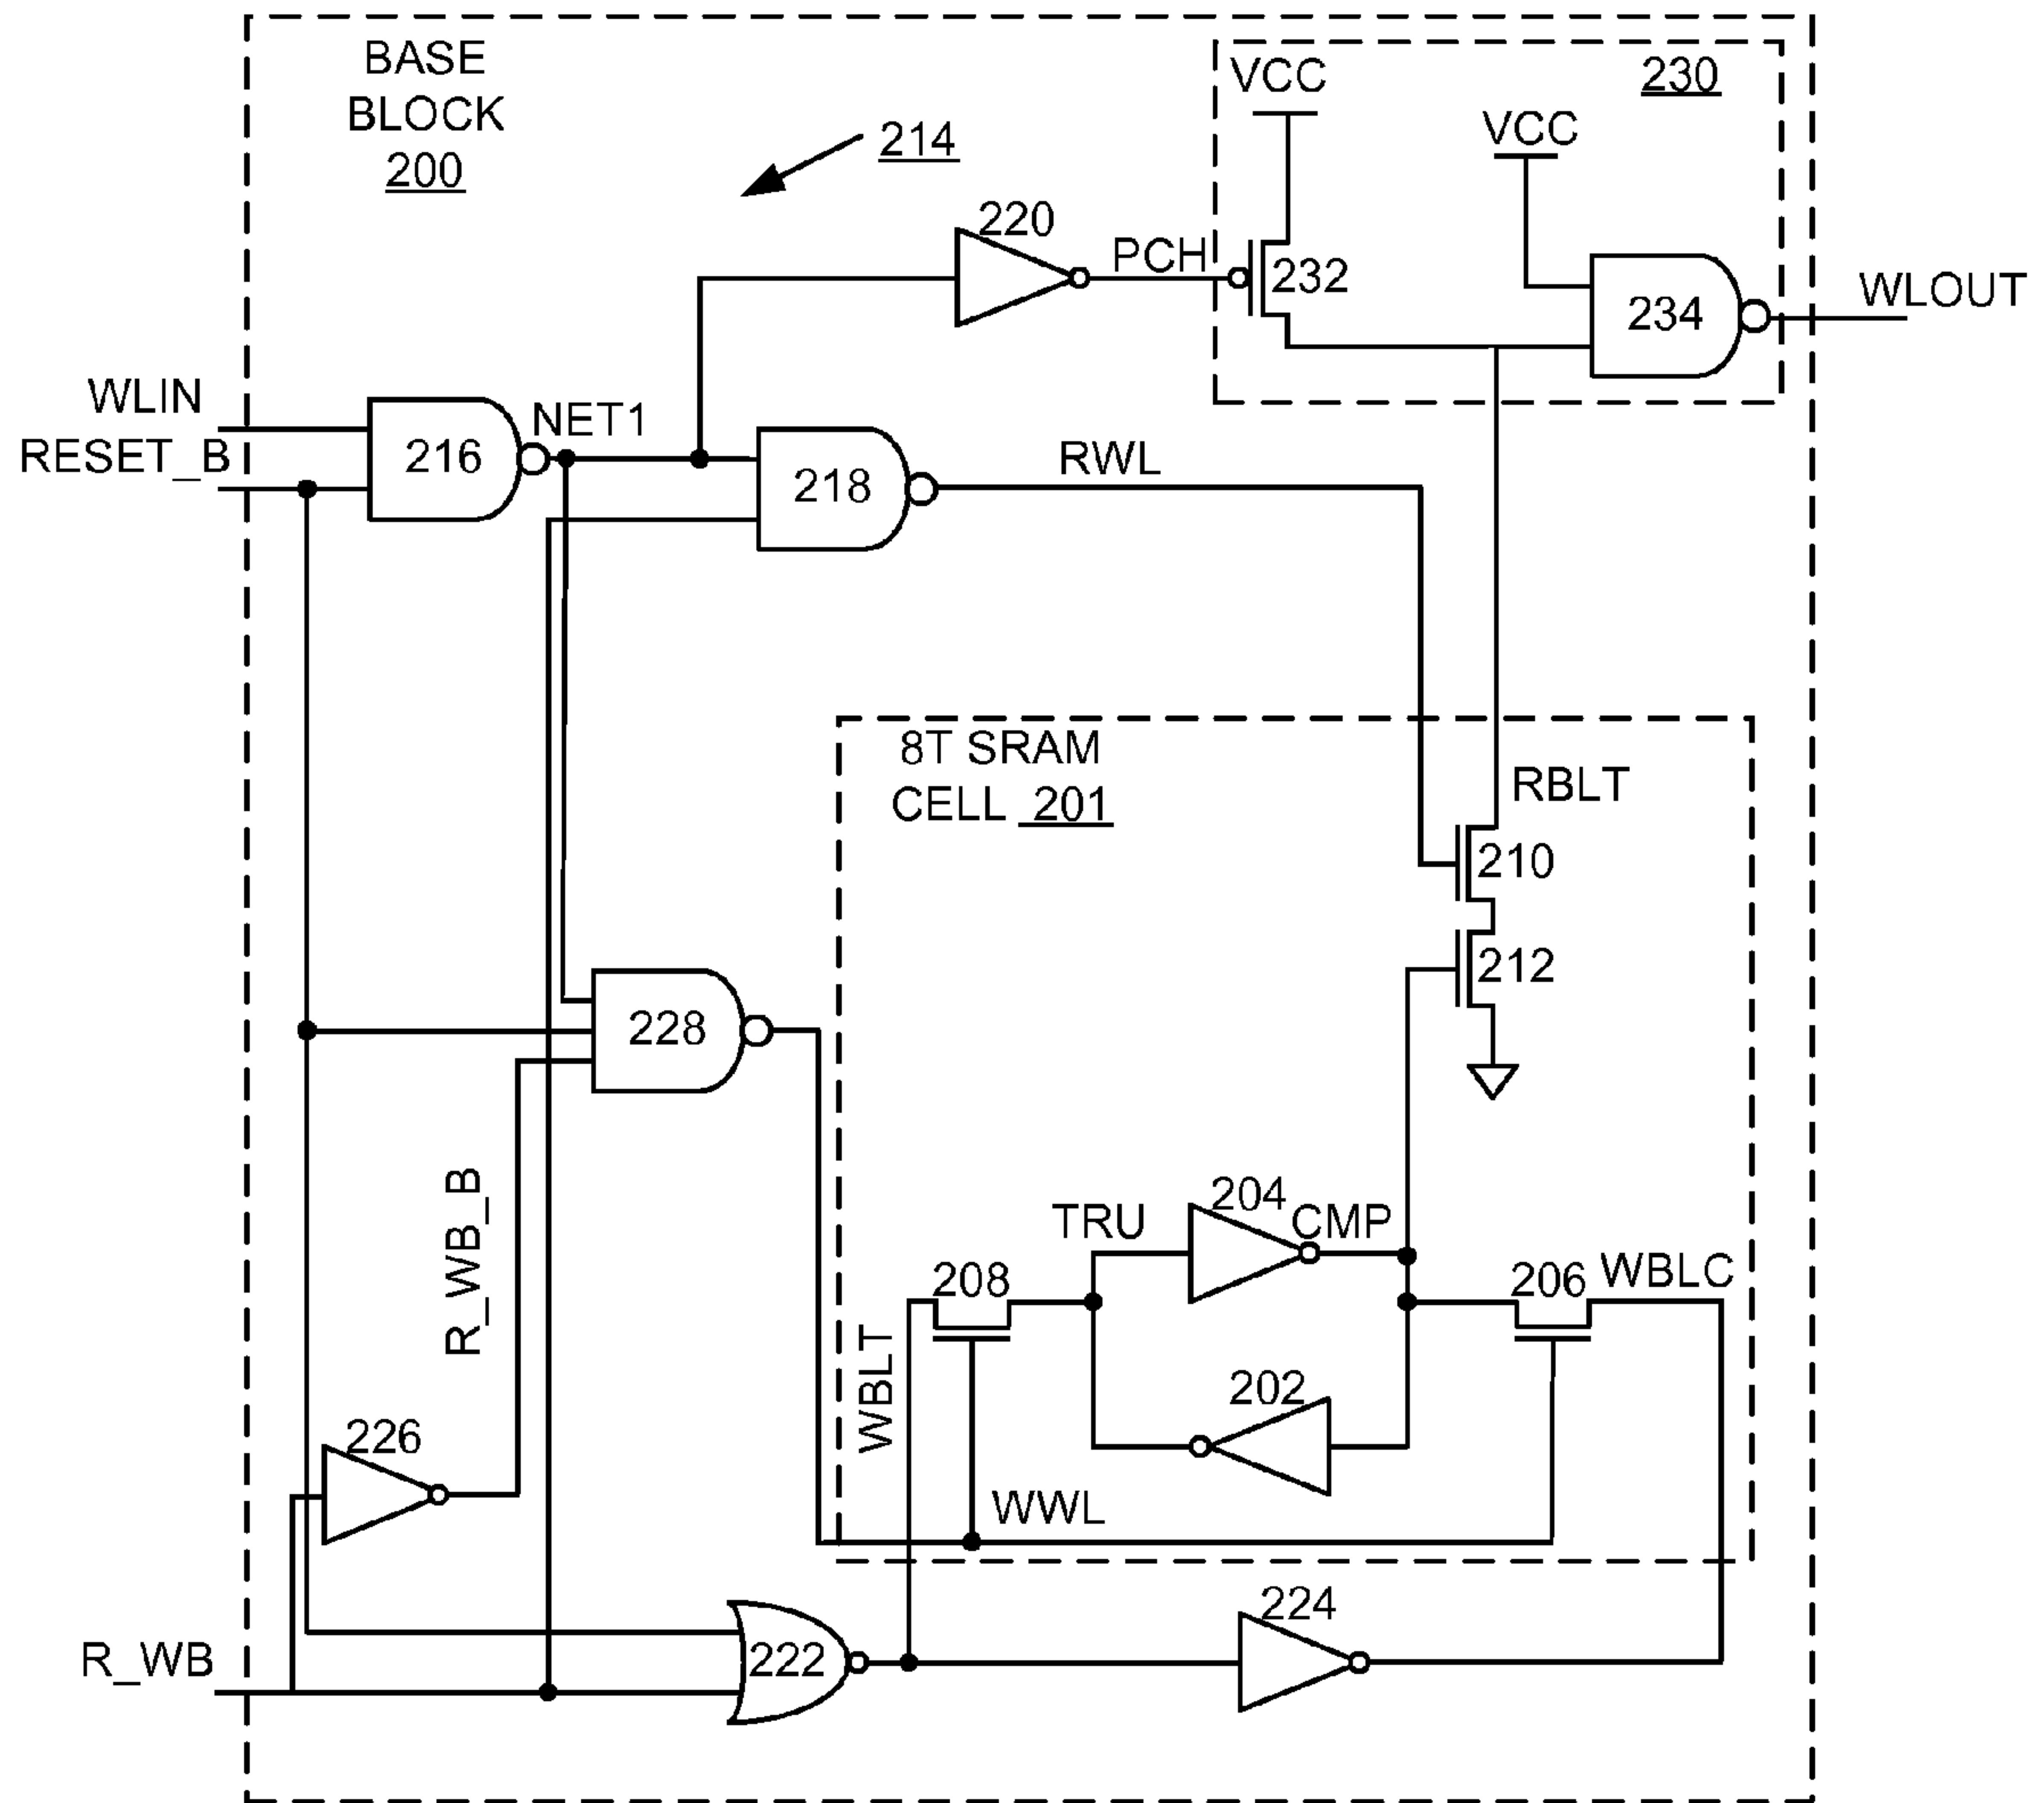 BASE
BLOCK
200
214
VCC
230
VCC
220
PCH
232
234
WLOUT
WLIN
RESET_B
216
NET1
218
RWL
8T SRAM
CELL 201
RBLT
210
212
228
R_WB_B
TRU
204
CMP
208
206
WBLC
WBLT
202
226
WWL
224
R_WB
222